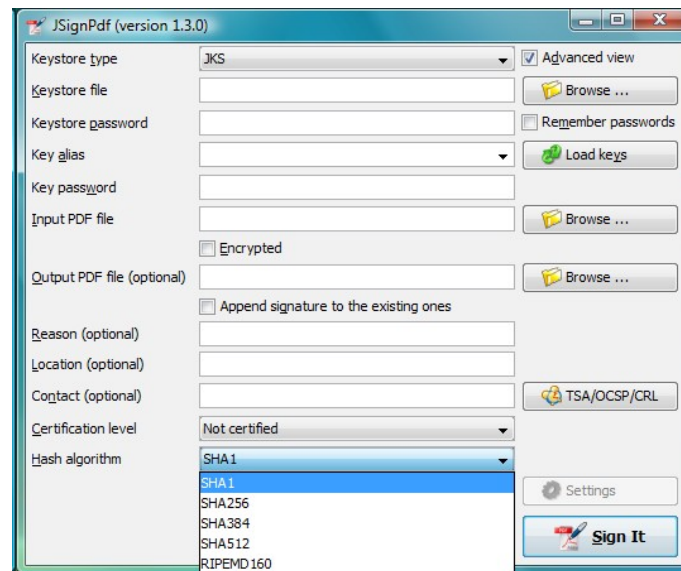 JSignPdf (version 1.3.0)
Keystore type JKS Advanced view
Keystore file Browse ...
Keystore password Remember passwords
Key alias Load keys
Key password
Input PDF file Browse ...
Encrypted
Output PDF file (optional) Browse ...
Append signature to the existing ones
Reason (optional)
Location (optional)
Contact (optional) TSA/OCSP/CRL
Certification level Not certified
Hash algorithm SHA1
SHA1
Settings
SHA256
SHA384
SHA512
Sign It
RIPEMD160